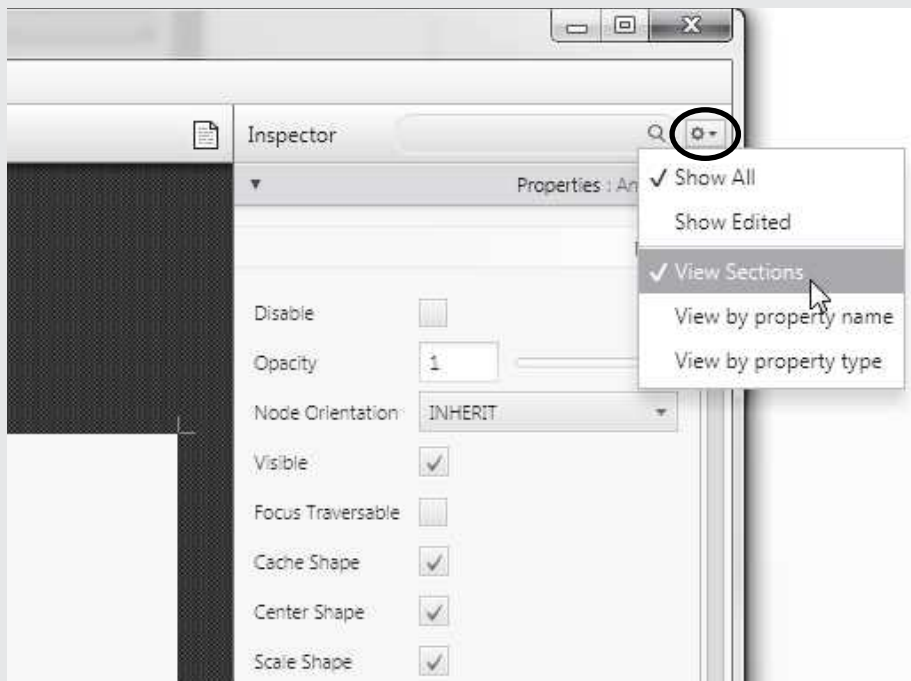 Inspector
Properties : An
Show All
Show Edited
View Sections
View by property name
View by property type
Disable
Opacity 1
Node Orientation INHERIT
Visible
Focus Traversable
Cache Shape
Center Shape
Scale Shape